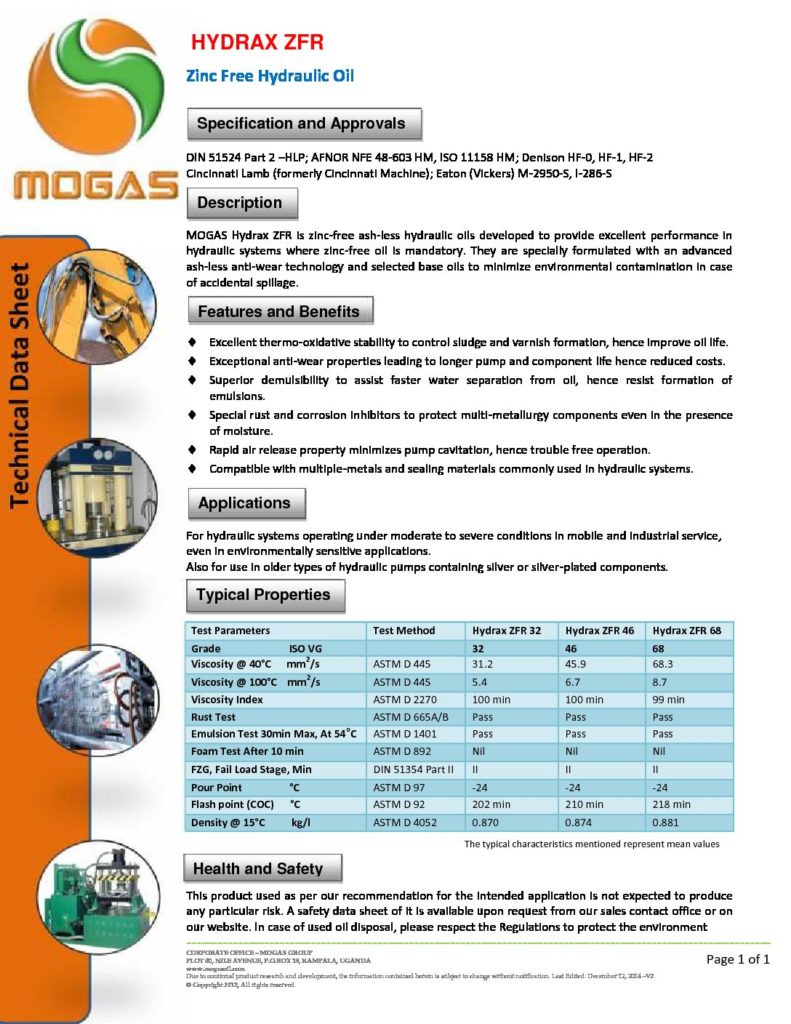 MOGAS
Technical Data Sheet
HYDRAX ZFR
Zinc Free Hydraulic Oil
Specification and Approvals
DIN 51524 Part 2 –HLP; AFNOR NFE 48-603 HM, ISO 11158 HM; Denison HF-0, HF-1, HF-2
Cincinnati Lamb (formerly Cincinnati Machine); Eaton (Vickers) M-2950-S, I-286-S
Description
MOGAS Hydrax ZFR is zinc-free ash-less hydraulic oils developed to provide excellent performance in
hydraulic systems where zinc-free oil is mandatory. They are specially formulated with an advanced
ash-less anti-wear technology and selected base oils to minimize environmental contamination in case
of accidental spillage.
Features and Benefits
♦ Excellent thermo-oxidative stability to control sludge and varnish formation, hence improve oil life.
♦ Exceptional anti-wear properties leading to longer pump and component life hence reduced costs.
♦ Superior demulsibility to assist faster water separation from oil, hence resist formation of
emulsions.
♦ Special rust and corrosion inhibitors to protect multi-metallurgy components even in the presence
of moisture.
♦ Rapid air release property minimizes pump cavitation, hence trouble free operation.
♦ Compatible with multiple-metals and sealing materials commonly used in hydraulic systems.
Applications
For hydraulic systems operating under moderate to severe conditions in mobile and industrial service,
even in environmentally sensitive applications.
Also for use in older types of hydraulic pumps containing silver or silver-plated components.
Typical Properties
Test Parameters Test Method Hydrax ZFR 32 Hydrax ZFR 46 Hydrax ZFR 68
Grade ISO VG 32 46 68
Viscosity @ 40°C mm²/s ASTM D 445 31.2 45.9 68.3
Viscosity @ 100°C mm²/s ASTM D 445 5.4 6.7 8.7
Viscosity Index ASTM D 2270 100 min 100 min 99 min
Rust Test ASTM D 665A/B Pass Pass Pass
Emulsion Test 30min Max, At 54°C ASTM D 1401 Pass Pass Pass
Foam Test After 10 min ASTM D 892 Nil Nil Nil
FZG, Fail Load Stage, Min DIN 51354 Part II II II II
Pour Point °C ASTM D 97 -24 -24 -24
Flash point (COC) °C ASTM D 92 202 min 210 min 218 min
Density @ 15°C kg/l ASTM D 4052 0.870 0.874 0.881
The typical characteristics mentioned represent mean values
Health and Safety
This product used as per our recommendation for the intended application is not expected to produce
any particular risk. A safety data sheet of it is available upon request from our sales contact office or on
our website. In case of used oil disposal, please respect the Regulations to protect the environment
CORPORATE OFFICE – MOGAS GROUP
PLOT 42, NILE AVENUE, P.O.BOX 19, KAMPALA, UGANDA
Page 1 of 1
Due to continual product research and development, the information contained herein is subject to change without notification. Last Edited: December 12, 2016 –V2
© Copyright 2012, All rights reserved.